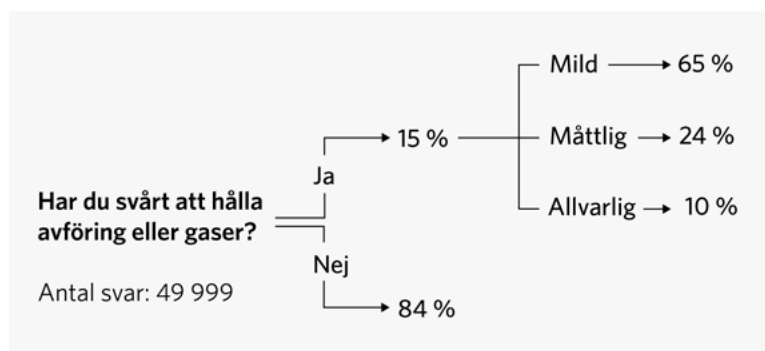 Har du svårt att hålla
avföring eller gaser?
Antal svar: 49 999
Ja
15 %
Mild
65 %
Måttlig
24 %
Allvarlig
10 %
Nej
84 %